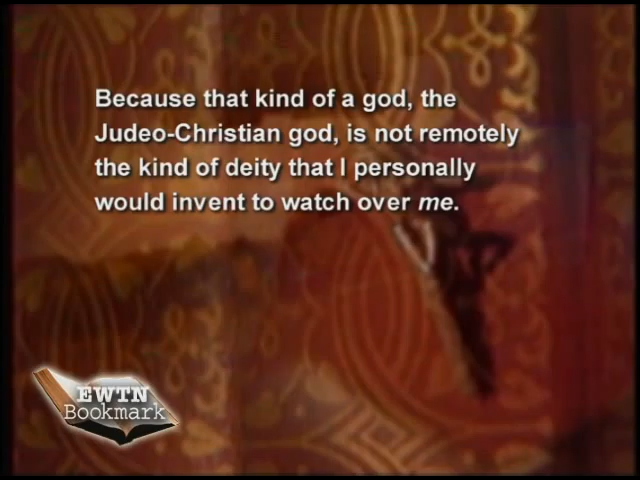 Because that kind of a god, the
Judeo-Christian god, is not remotely
the kind of deity that I personally
would invent to watch over me.
EWTN
Bookmark